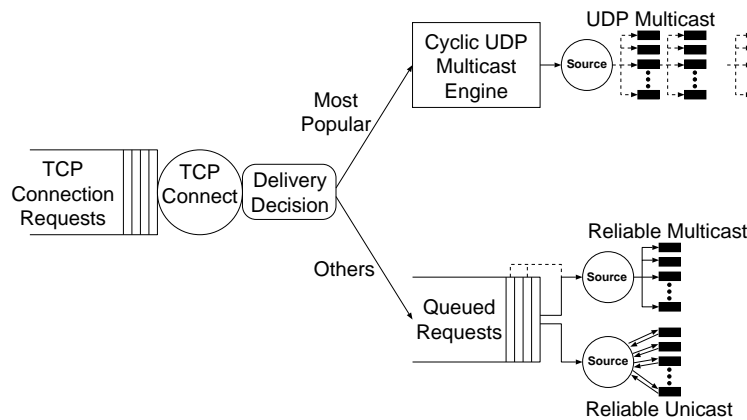 UDP Multicast
Cyclic UDP
Multicast
Engine
Source
Most
Popular
TCP
Connection
Requests
TCP
Connect
Delivery
Decision
Others
Reliable Multicast
Source
Queued
Requests
Source
Reliable Unicast